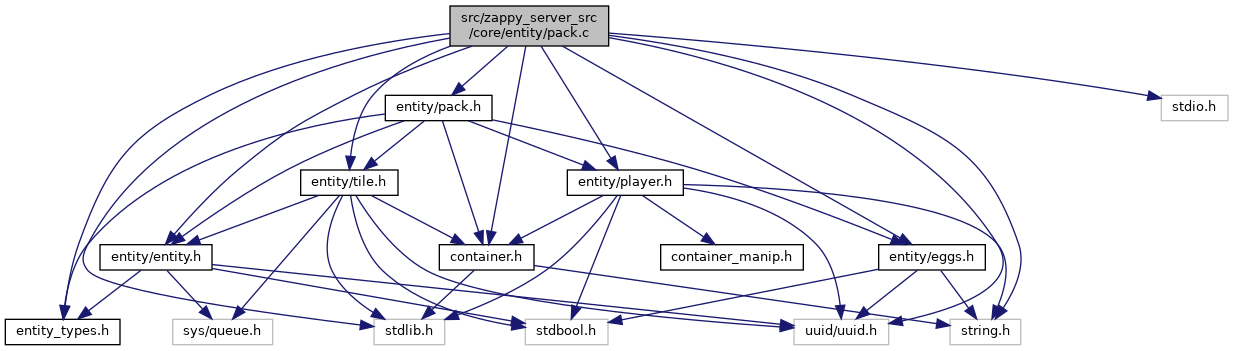 src/zappy_server_src
/core/entity/pack.c
entity/pack.h
stdio.h
entity/tile.h
entity/player.h
entity/entity.h
container.h
container_manip.h
entity/eggs.h
entity_types.h
sys/queue.h
stdlib.h
stdbool.h
uuid/uuid.h
string.h